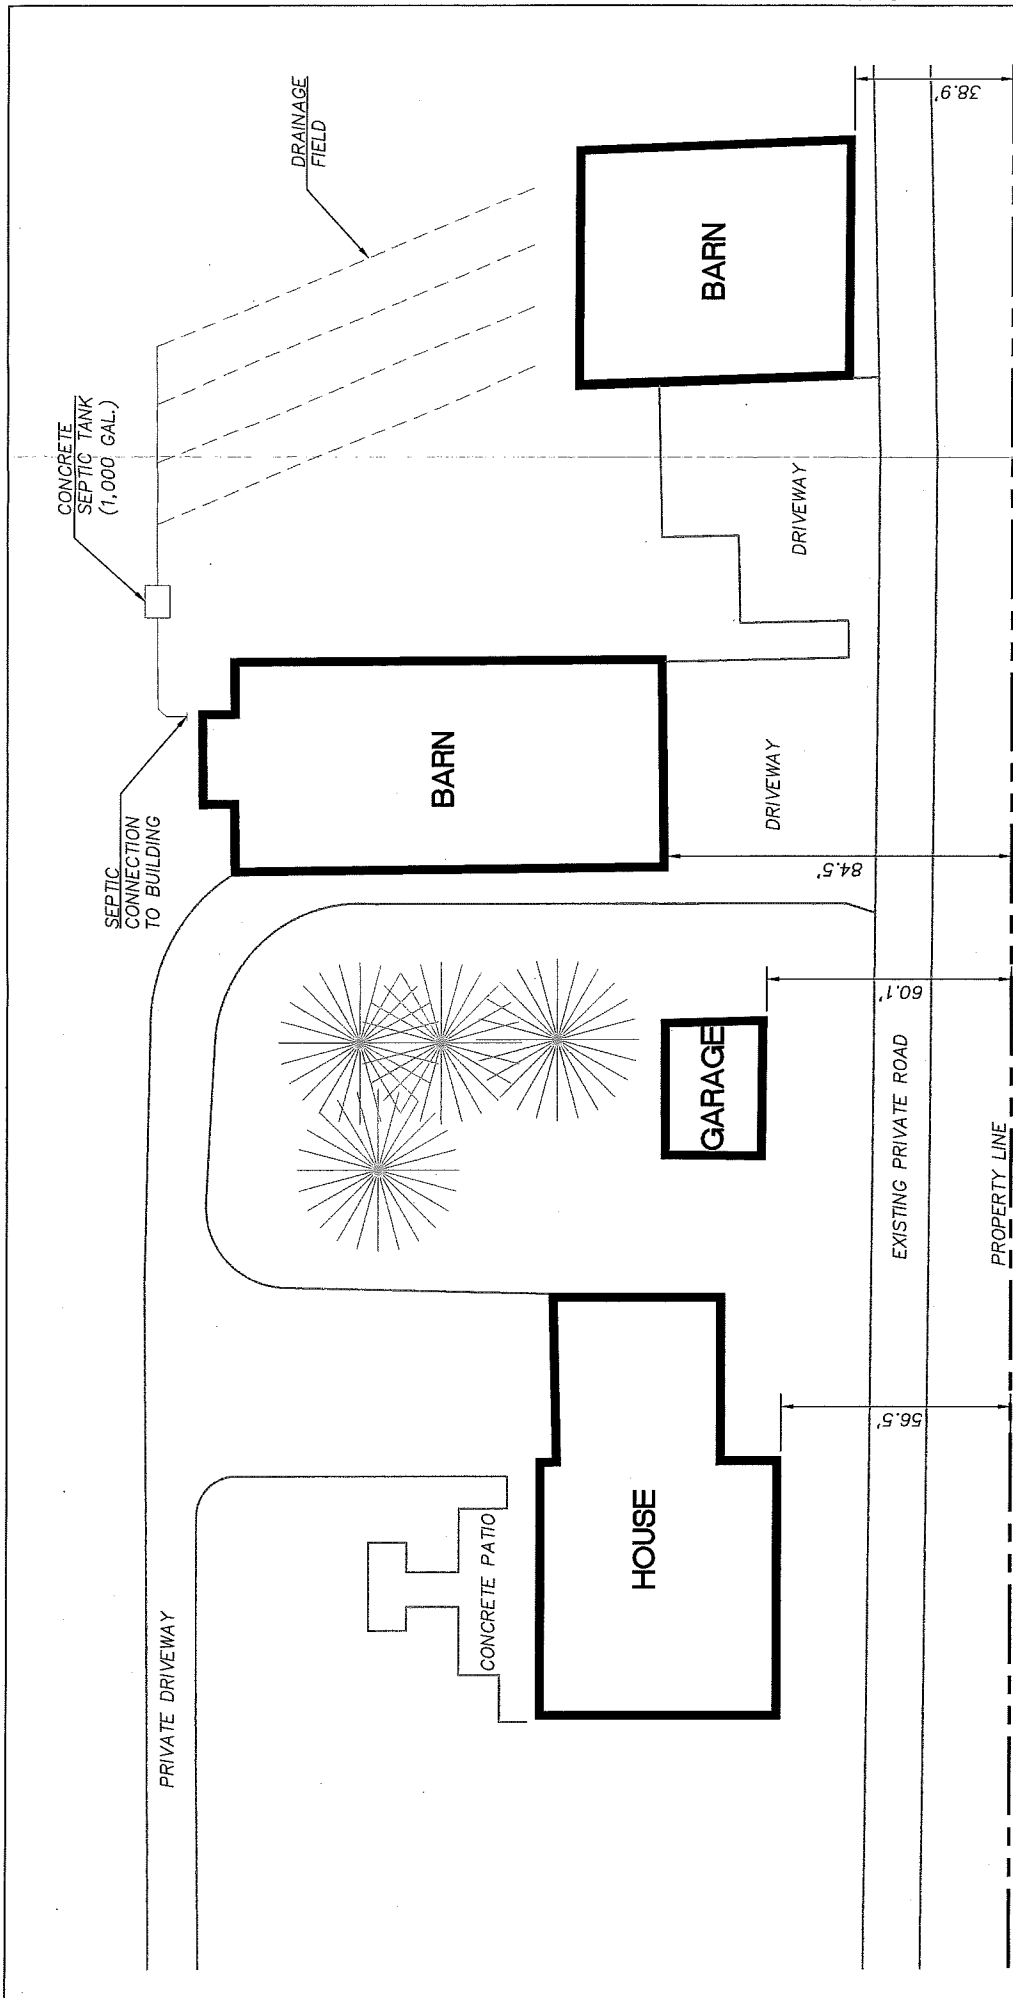 DRAINAGE
FIELD
CONCRETE
SEPTIC TANK
(1,000 GAL.)
SEPTIC
CONNECTION
TO BUILDING
BARN
BARN
DRIVEWAY
DRIVEWAY
38.9'
84.5'
60.1'
56.5'
GARAGE
HOUSE
CONCRETE PATIO
PRIVATE DRIVEWAY
EXISTING PRIVATE ROAD
PROPERTY LINE